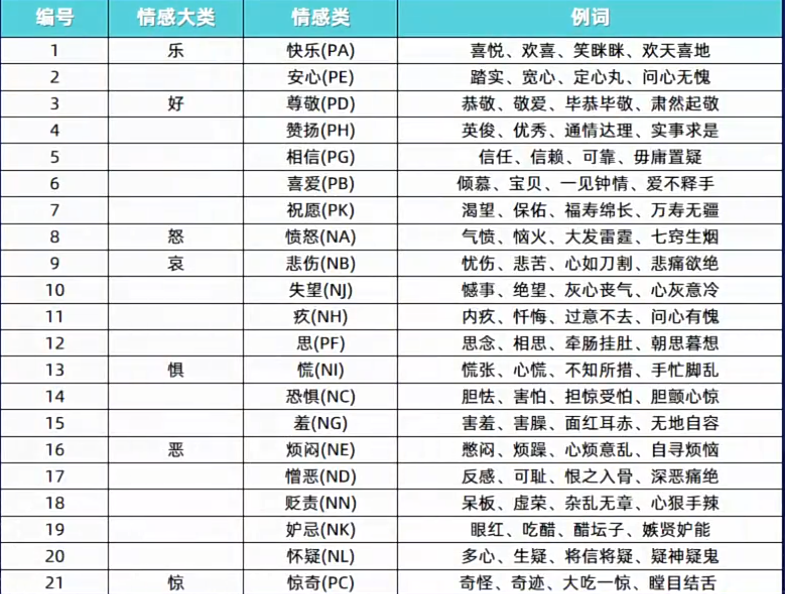 编号 情感大类 情感类 例词
1 乐 快乐(PA) 喜悦、欢喜、笑眯眯、欢天喜地
2 安心(PE) 踏实、宽心、定心丸、问心无愧
3 好 尊敬(PD) 恭敬、敬爱、毕恭毕敬、肃然起敬
4 赞扬(PH) 英俊、优秀、通情达理、实事求是
5 相信(PG) 信任、信赖、可靠、毋庸置疑
6 喜爱(PB) 倾慕、宝贝、一见钟情、爱不释手
7 祝愿(PK) 渴望、保佑、福寿绵长、万寿无疆
8 怒 愤怒(NA) 气愤、恼火、大发雷霆、七窍生烟
9 哀 悲伤(NB) 忧伤、悲苦、心如刀割、悲痛欲绝
10 失望(NJ) 憾事、绝望、灰心丧气、心灰意冷
11 疚(NH) 内疚、忏悔、过意不去、问心有愧
12 思(PF) 思念、相思、牵肠挂肚、朝思暮想
13 惧 慌(NI) 慌张、心慌、不知所措、手忙脚乱
14 恐惧(NC) 胆怯、害怕、担惊受怕、胆颤心惊
15 羞(NG) 害羞、害臊、面红耳赤、无地自容
16 恶 烦闷(NE) 憋闷、烦躁、心烦意乱、自寻烦恼
17 憎恶(ND) 反感、可耻、恨之入骨、深恶痛绝
18 贬责(NN) 呆板、虚荣、杂乱无章、心狠手辣
19 妒忌(NK) 眼红、吃醋、醋坛子、嫉贤妒能
20 怀疑(NL) 多心、生疑、将信将疑、疑神疑鬼
21 惊 惊奇(PC) 奇怪、奇迹、大吃一惊、瞠目结舌